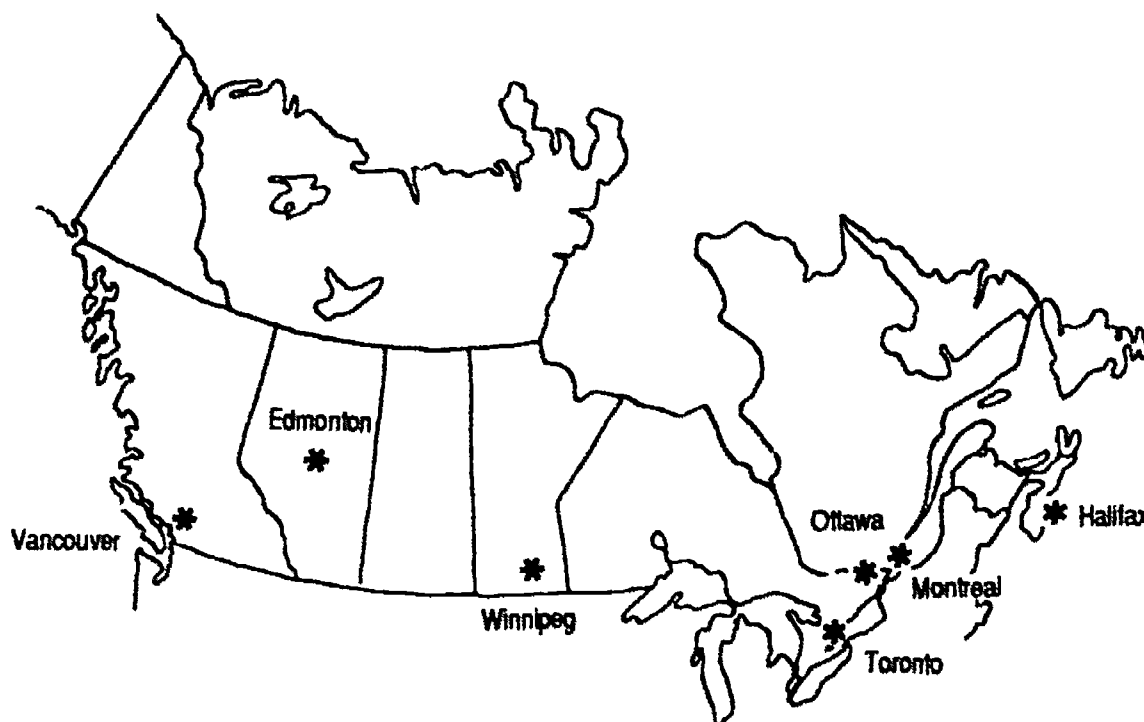 Edmonton
Vancouver
Winnipeg
Ottawa
Halifax
Montreal
Toronto